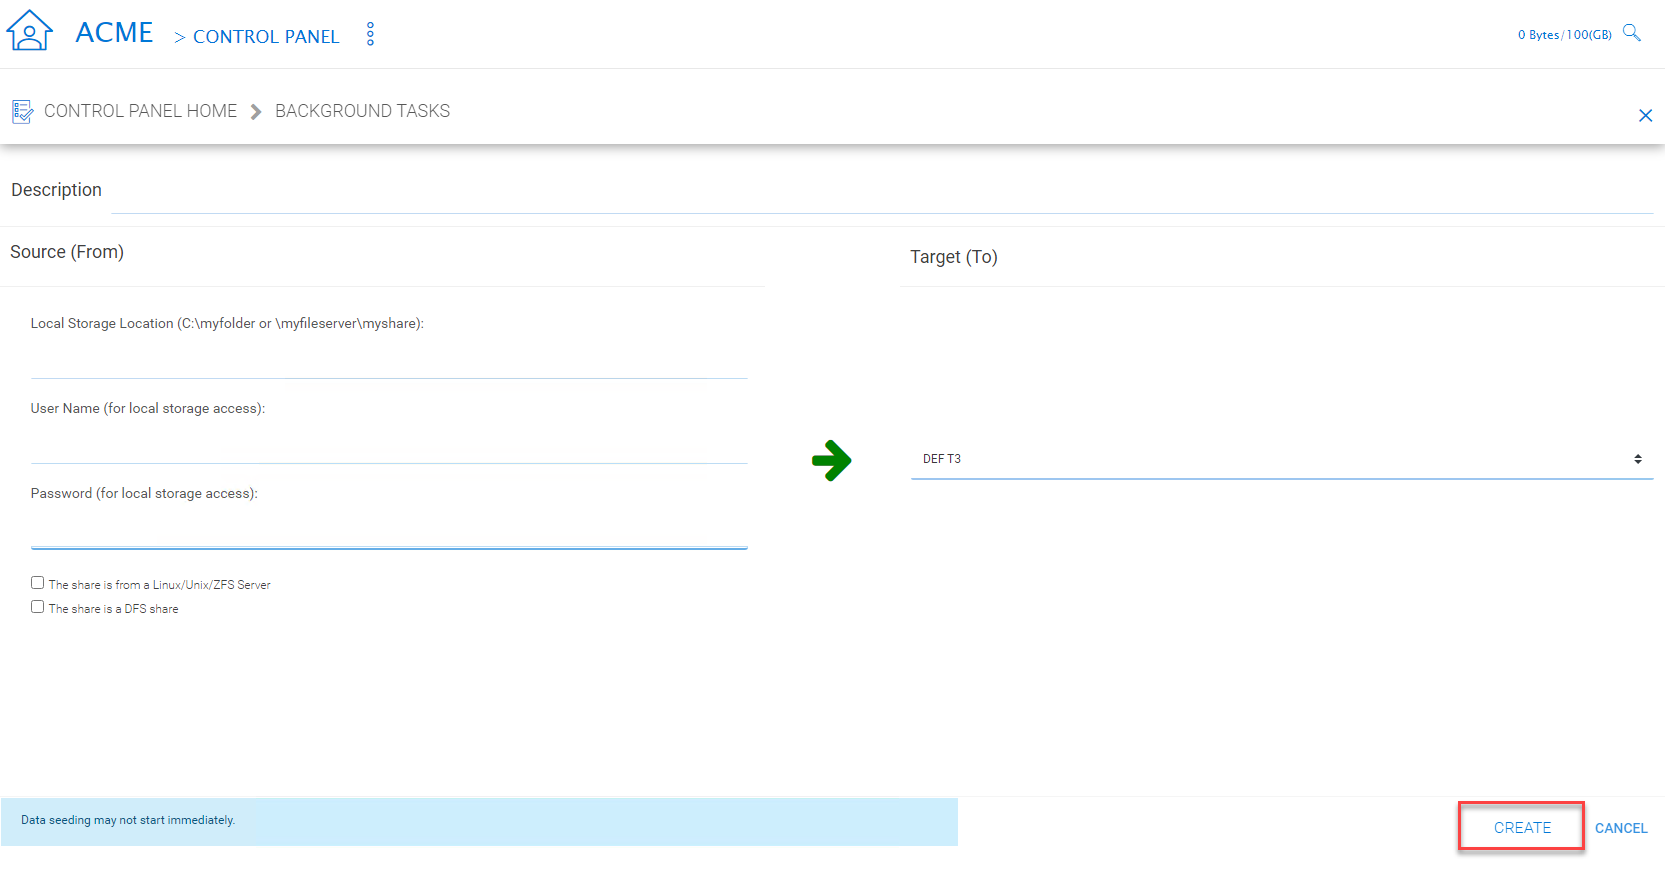 ACME > CONTROL PANEL
0 Bytes/100(GB)
CONTROL PANEL HOME BACKGROUND TASKS
Description
Source (From)
Target (To)
Local Storage Location (C:\myfolder or \myfileserver\myshare):
User Name (for local storage access):
DEF T3
Password (for local storage access):
The share is from a Linux/Unix/ZFS Server
The share is a DFS share
Data seeding may not start immediately.
CREATE CANCEL